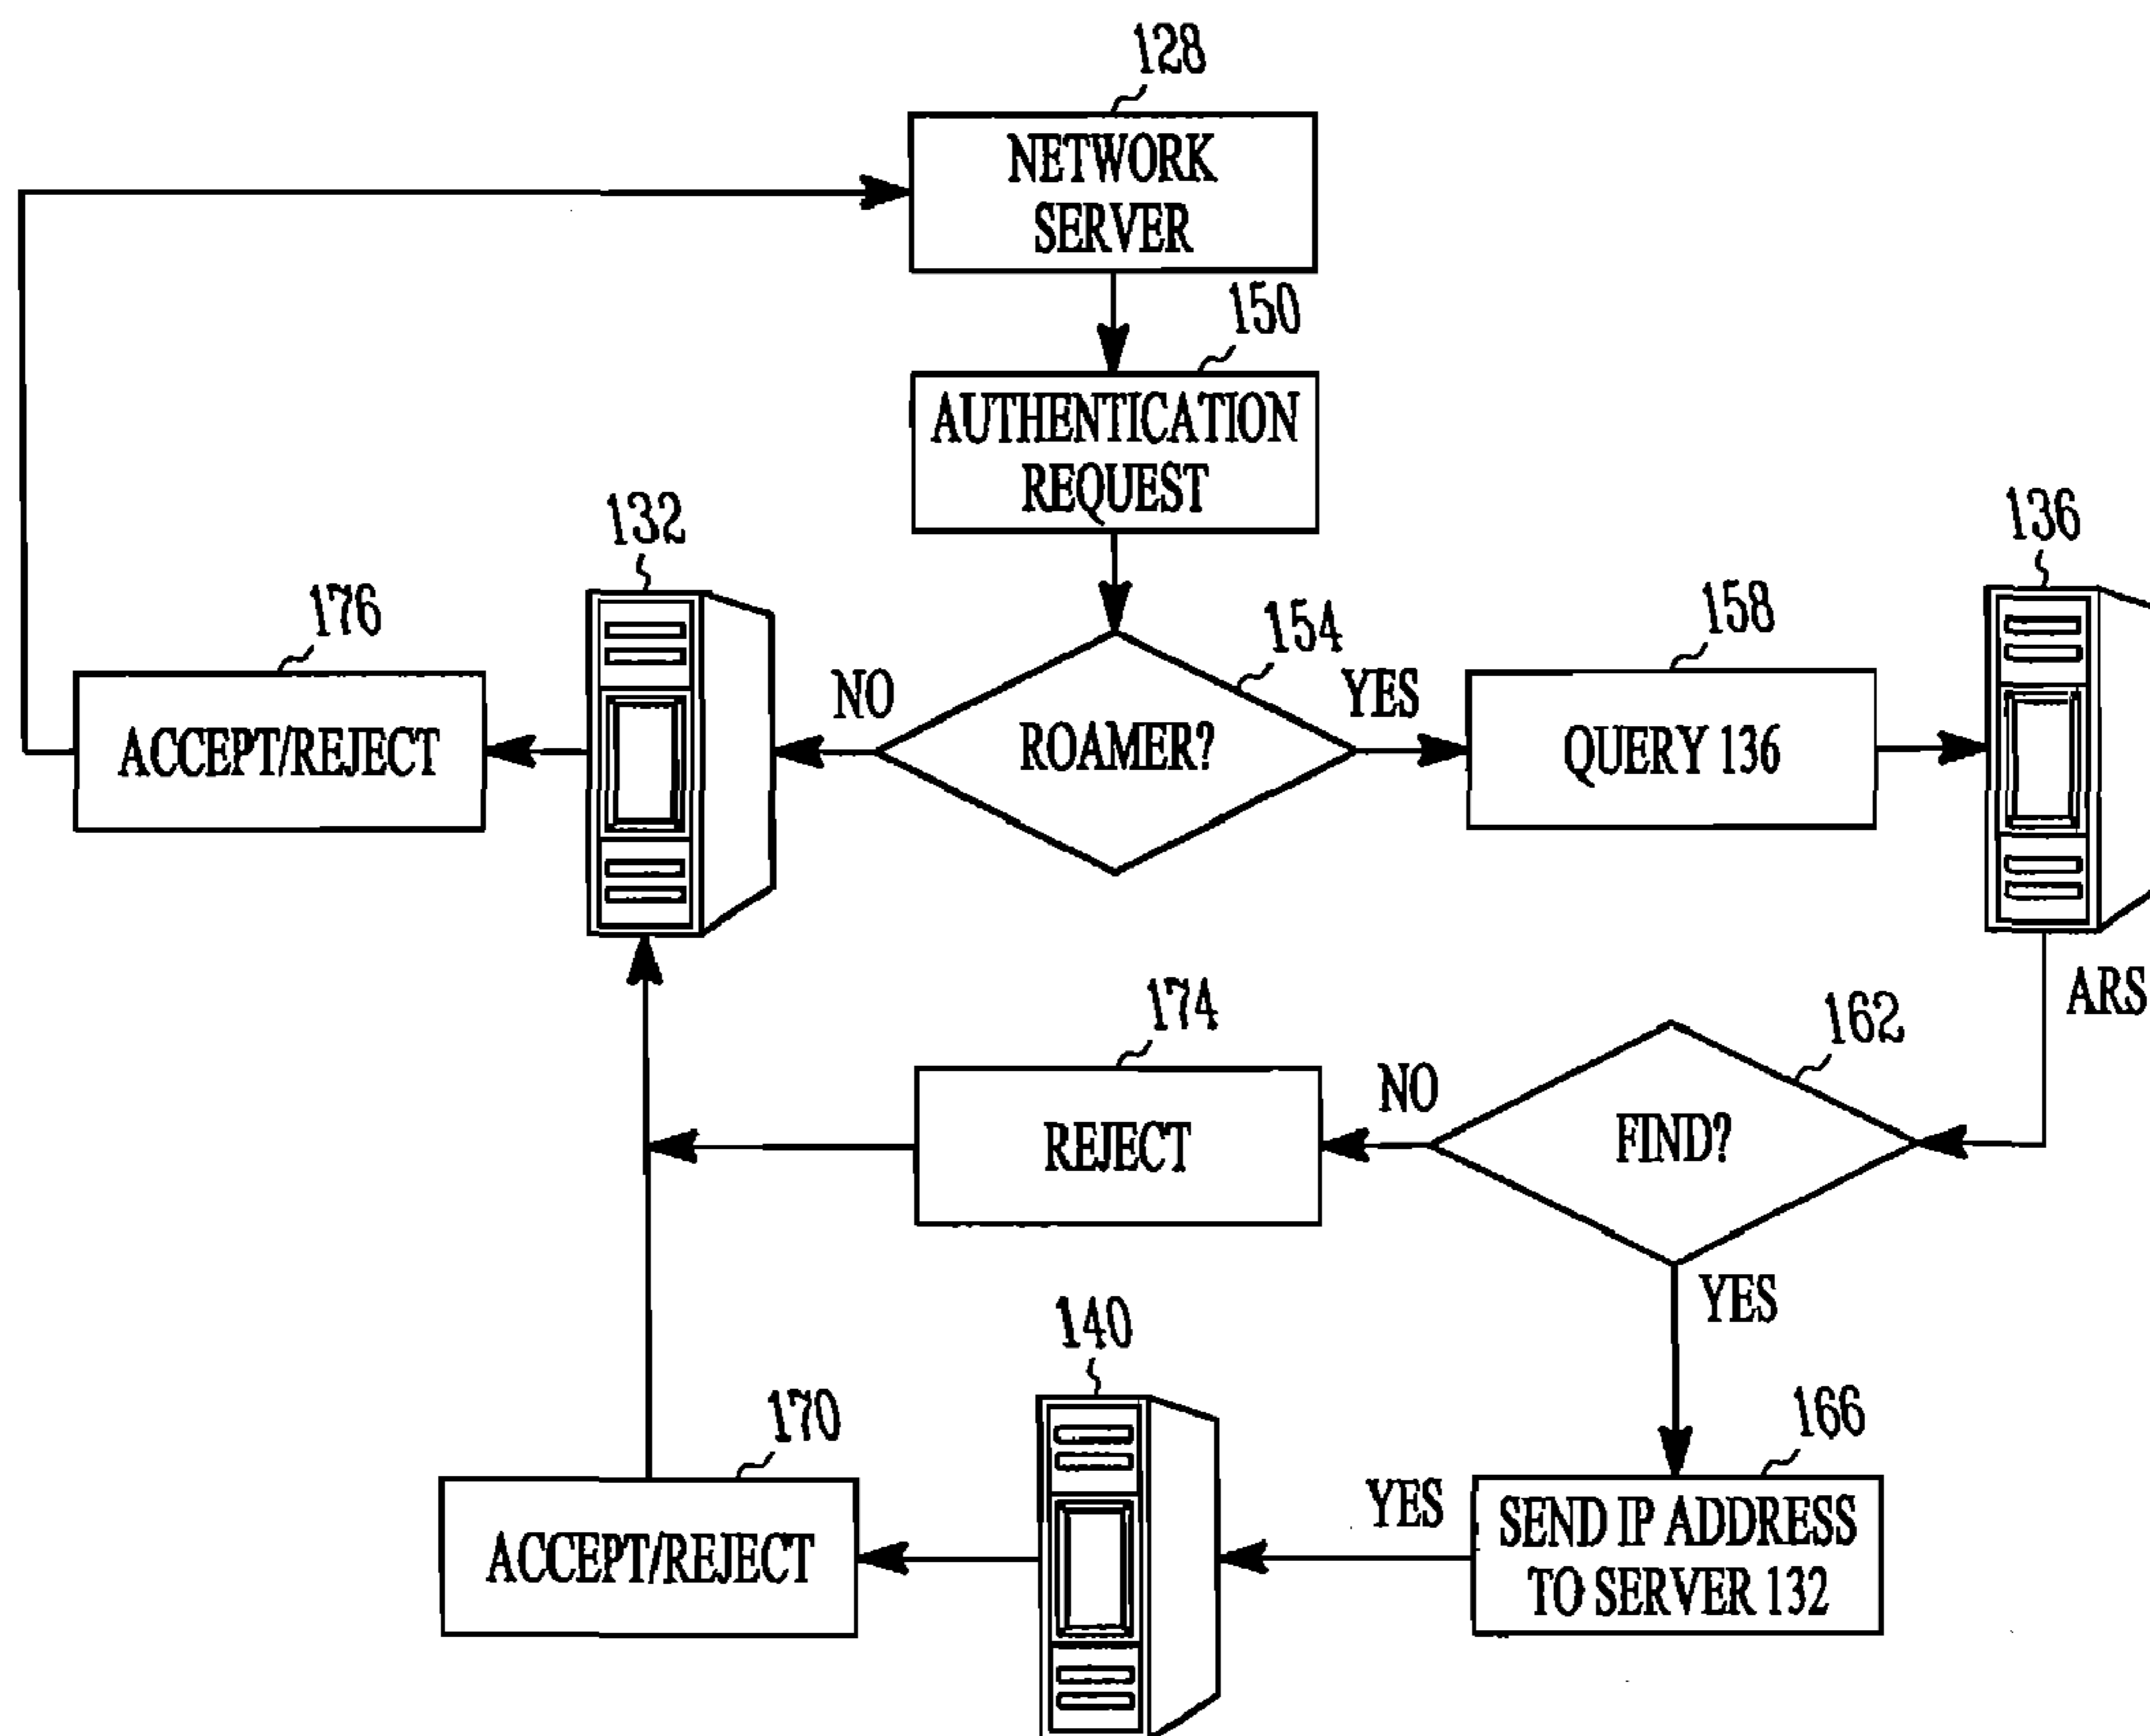 128
NETWORK
SERVER
150
AUTHENTICATION
REQUEST
132
136
176
154
158
NO
YES
ACCEPT/REJECT
ROAMER?
QUERY 136
174
ARS
162
NO
REJECT
FIND?
YES
140
170
166
YES
ACCEPT/REJECT
SEND IP ADDRESS
TO SERVER 132